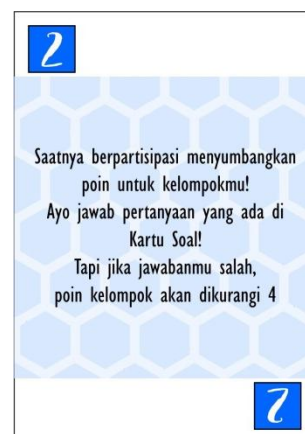 2
Saatnya berpartisipasi menyumbangkan
poin untuk kelompokmu!
Ayo jawab pertanyaan yang ada di
Kartu Soal!
Tapi jika jawabanmu salah,
poin kelompok akan dikurangi 4
2